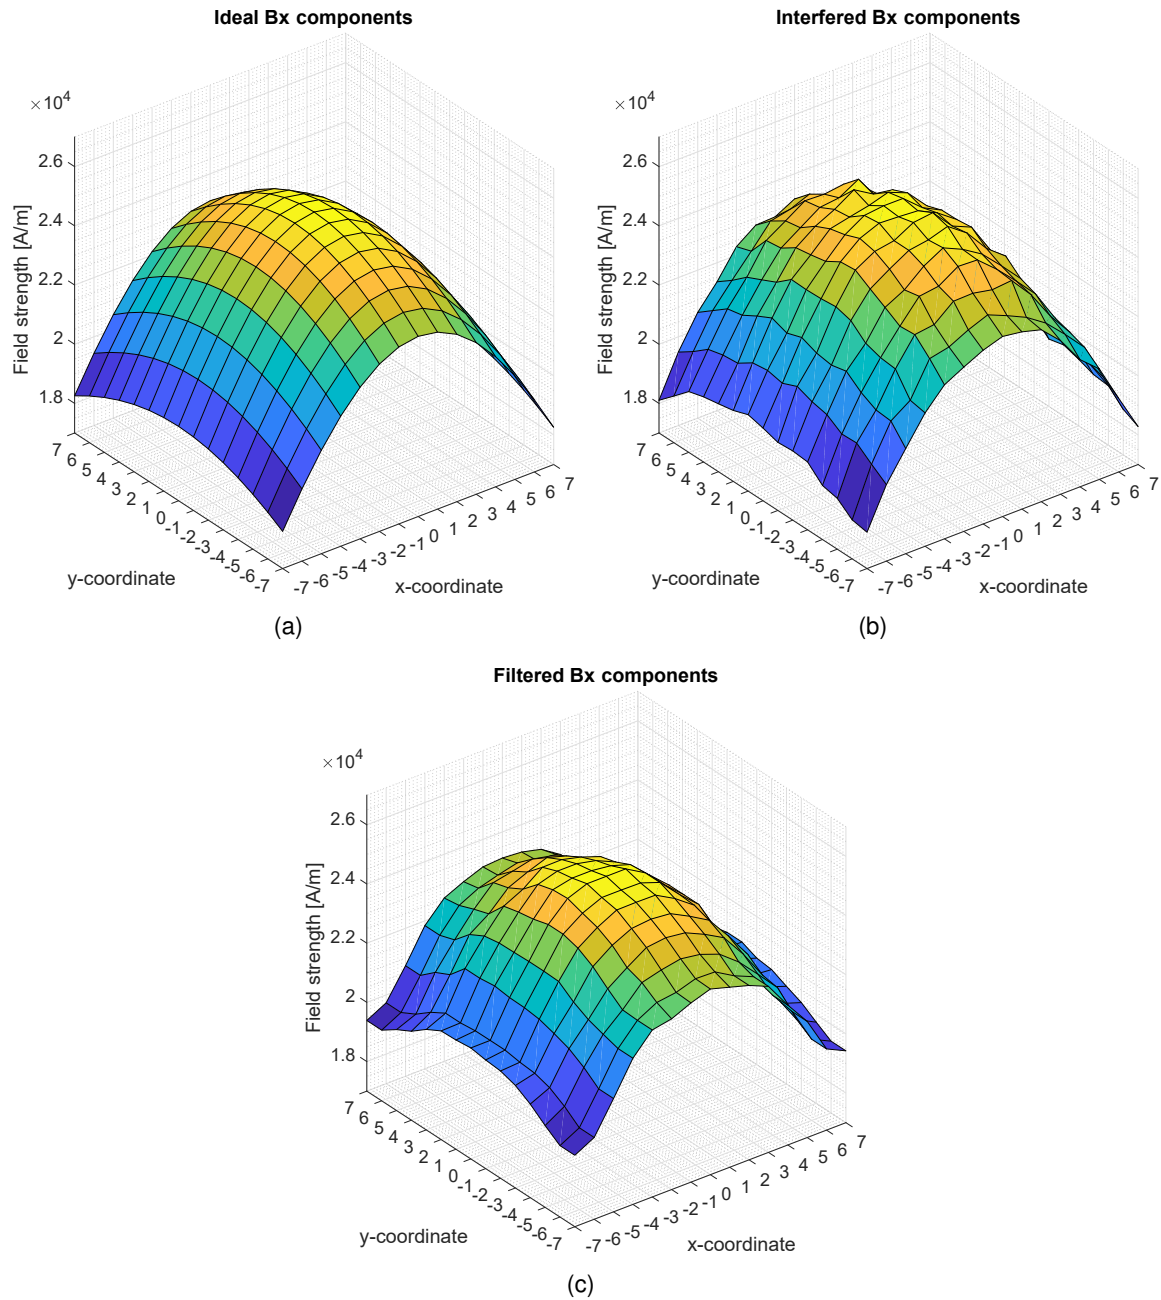 Ideal Bx components
×10⁴
2.6
2.4
2.2
2
1.8
Field strength [A/m]
7 6 5 4 3 2 1 0 -1 -2 -3 -4 -5 -6 -7
y-coordinate
-7 -6 -5 -4 -3 -2 -1 0 1 2 3 4 5 6 7
x-coordinate
(a)
Interfered Bx components
×10⁴
2.6
2.4
2.2
2
1.8
Field strength [A/m]
7 6 5 4 3 2 1 0 -1 -2 -3 -4 -5 -6 -7
y-coordinate
-7 -6 -5 -4 -3 -2 -1 0 1 2 3 4 5 6 7
x-coordinate
(b)
Filtered Bx components
×10⁴
2.6
2.4
2.2
2
1.8
Field strength [A/m]
7 6 5 4 3 2 1 0 -1 -2 -3 -4 -5 -6 -7
y-coordinate
-7 -6 -5 -4 -3 -2 -1 0 1 2 3 4 5 6 7
x-coordinate
(c)